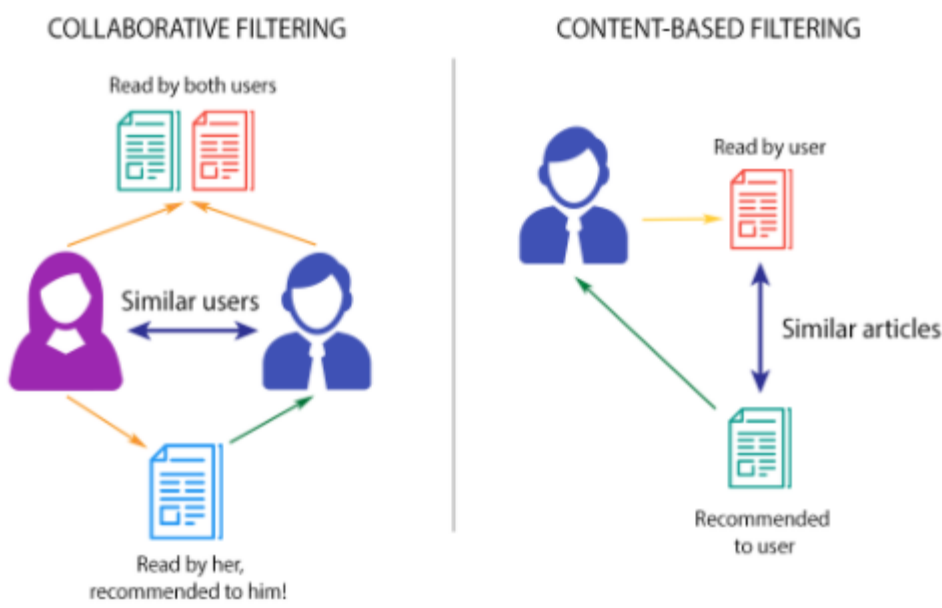 COLLABORATIVE FILTERING
Read by both users
Similar users
Read by her,
recommended to him!
CONTENT-BASED FILTERING
Read by user
Similar articles
Recommended
to user